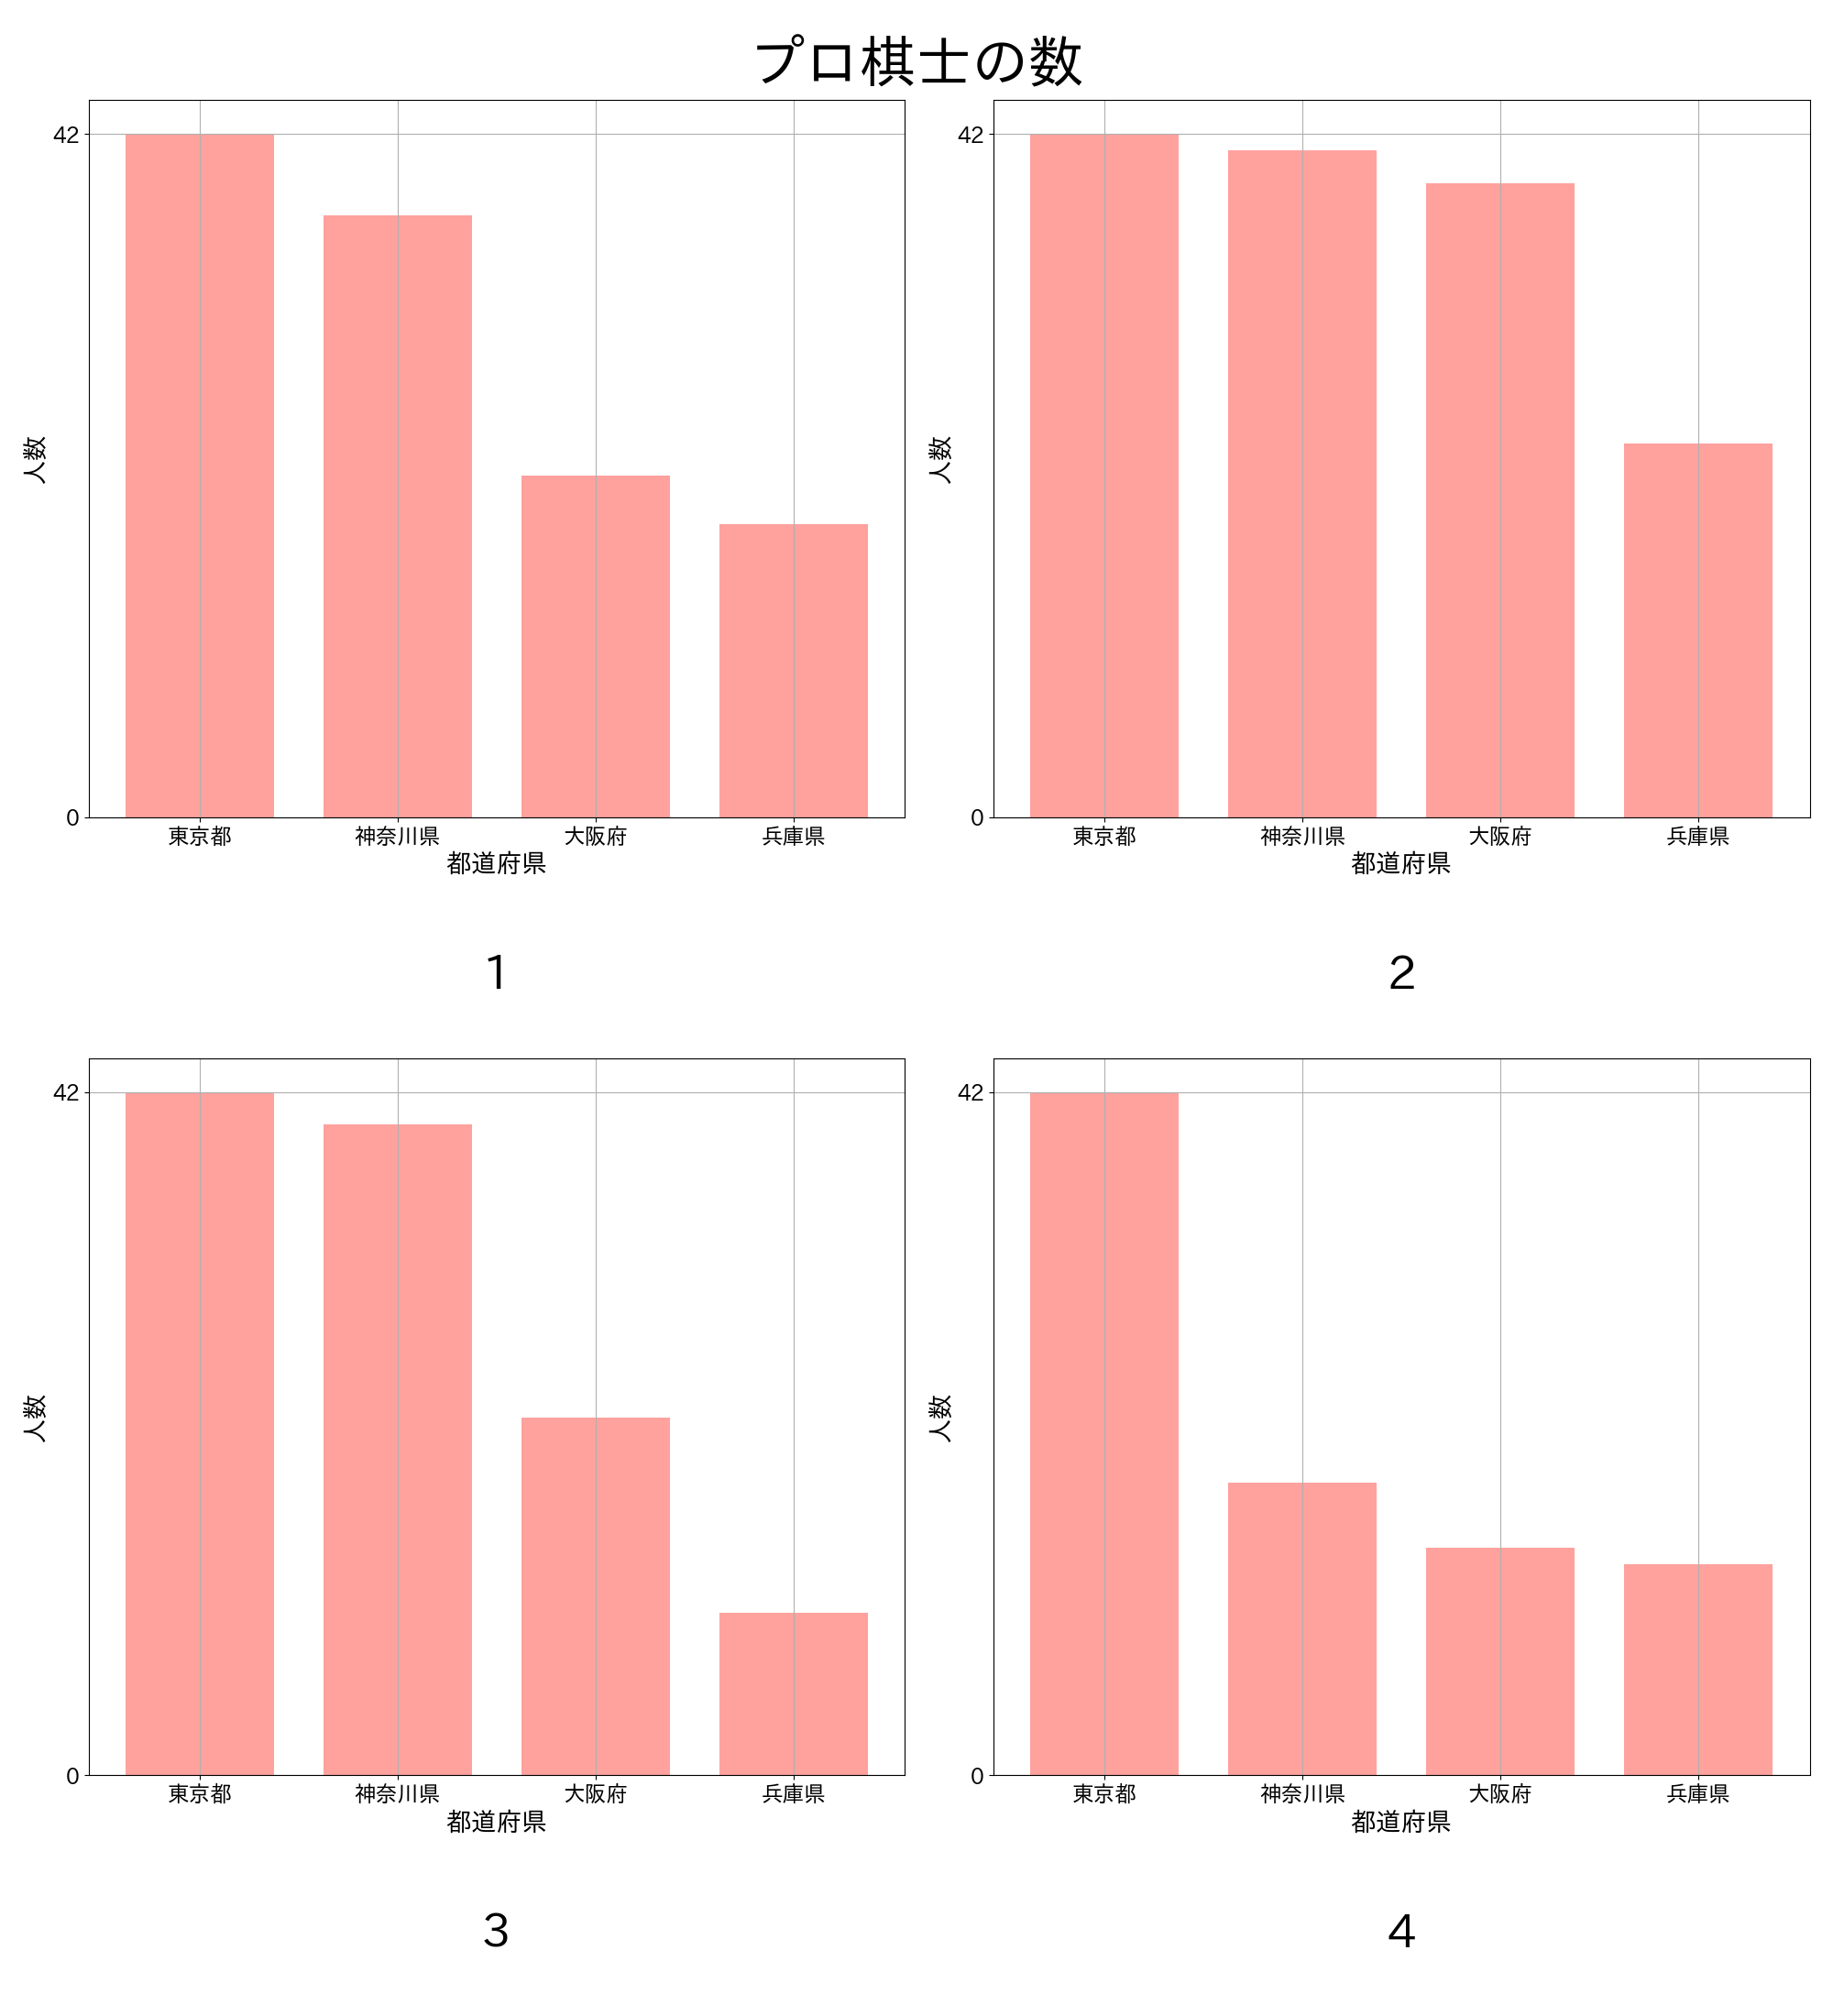 プロ棋士の数
42
人数
0
東京都 神奈川県 大阪府 兵庫県
都道府県
1
42
人数
0
東京都 神奈川県 大阪府 兵庫県
都道府県
2
42
人数
0
東京都 神奈川県 大阪府 兵庫県
都道府県
3
42
人数
0
東京都 神奈川県 大阪府 兵庫県
都道府県
4